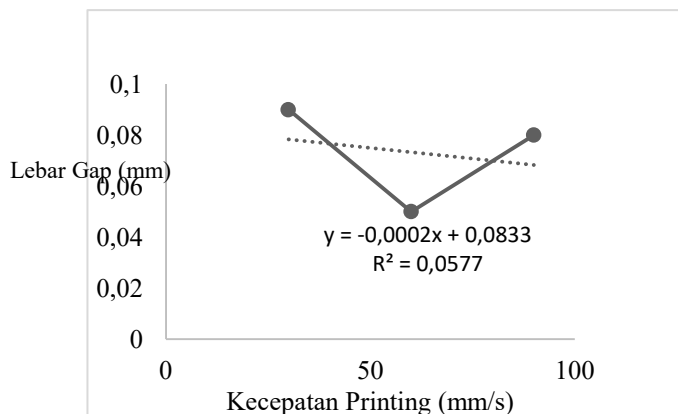 0,1
0,08
Lebar Gap (mm)
0,06
0,04
0,02
0
y = -0,0002x + 0,0833
R² = 0,0577
0
50
100
Kecepatan Printing (mm/s)